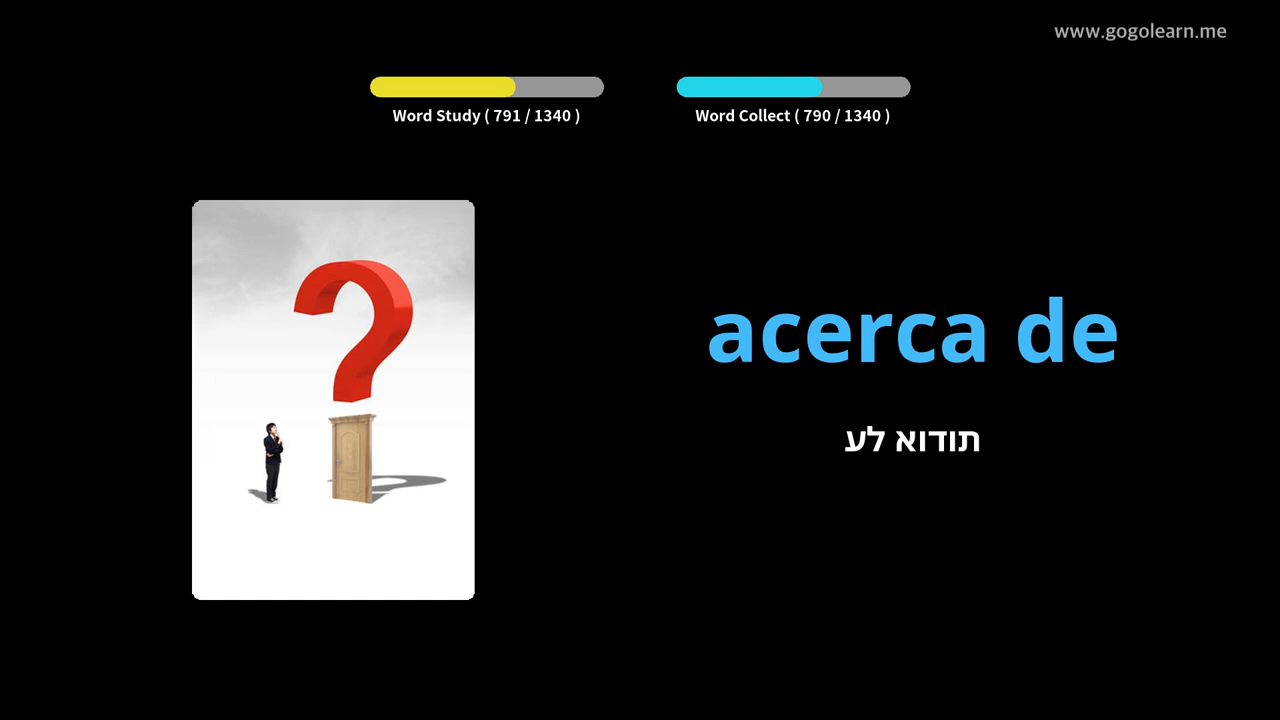 www.gogolearn.me
Word Study ( 791 / 1340 )
Word Collect ( 790 / 1340 )
acerca de
תודוא לע